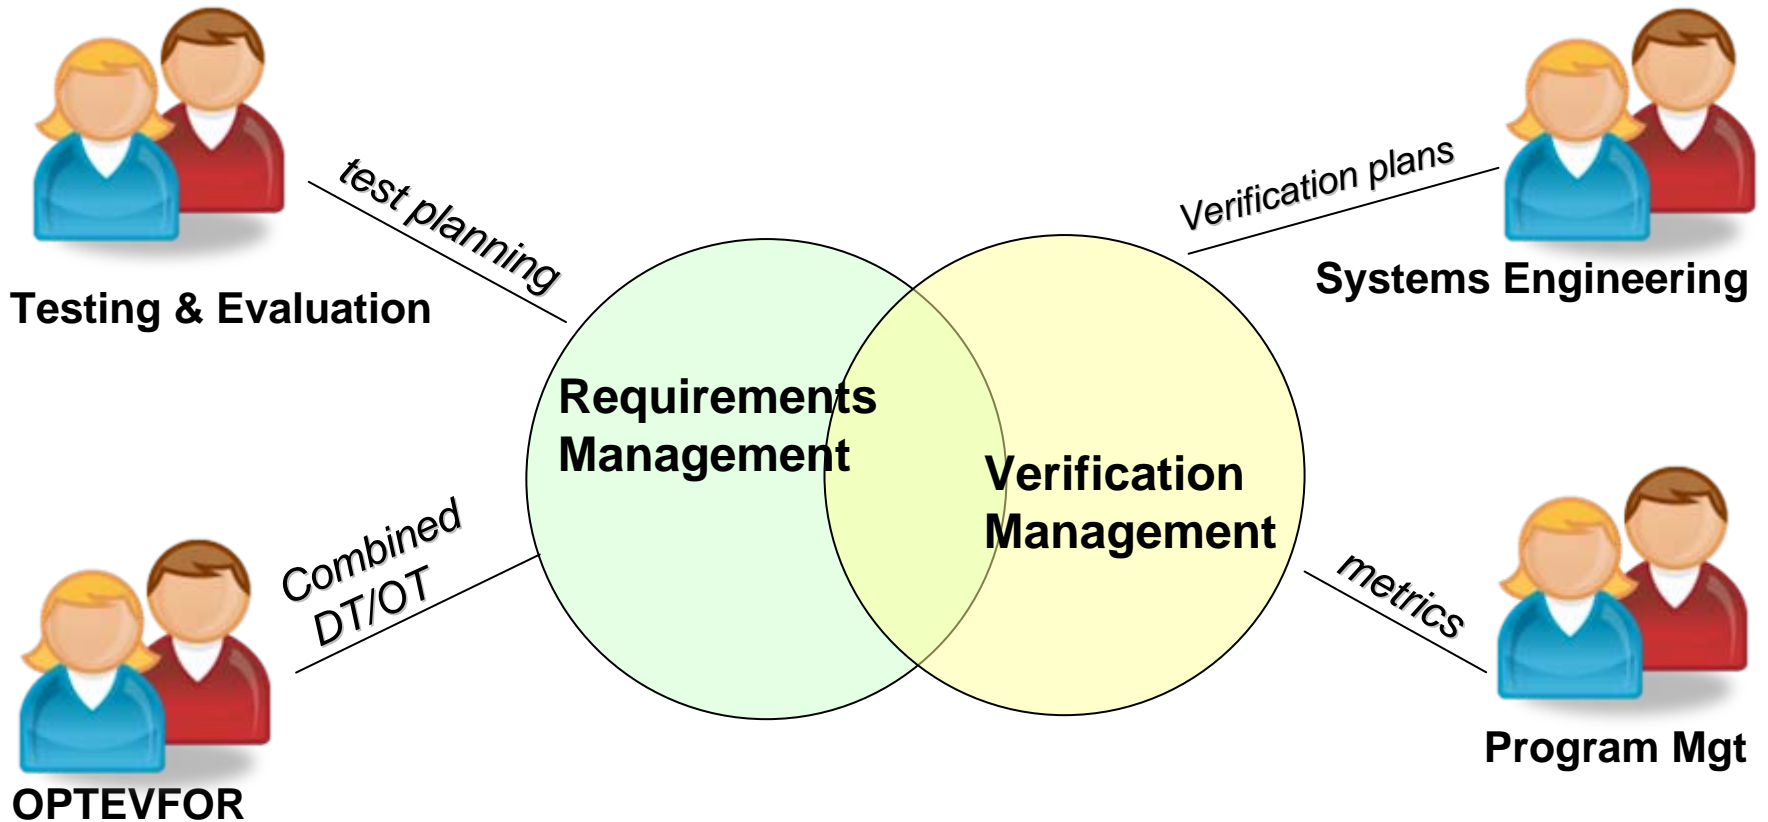 test planning
Verification plans
Testing & Evaluation
Systems Engineering
Requirements
Management
Verification
Management
Combined
DT/OT
metrics
OPTEVFOR
Program Mgt